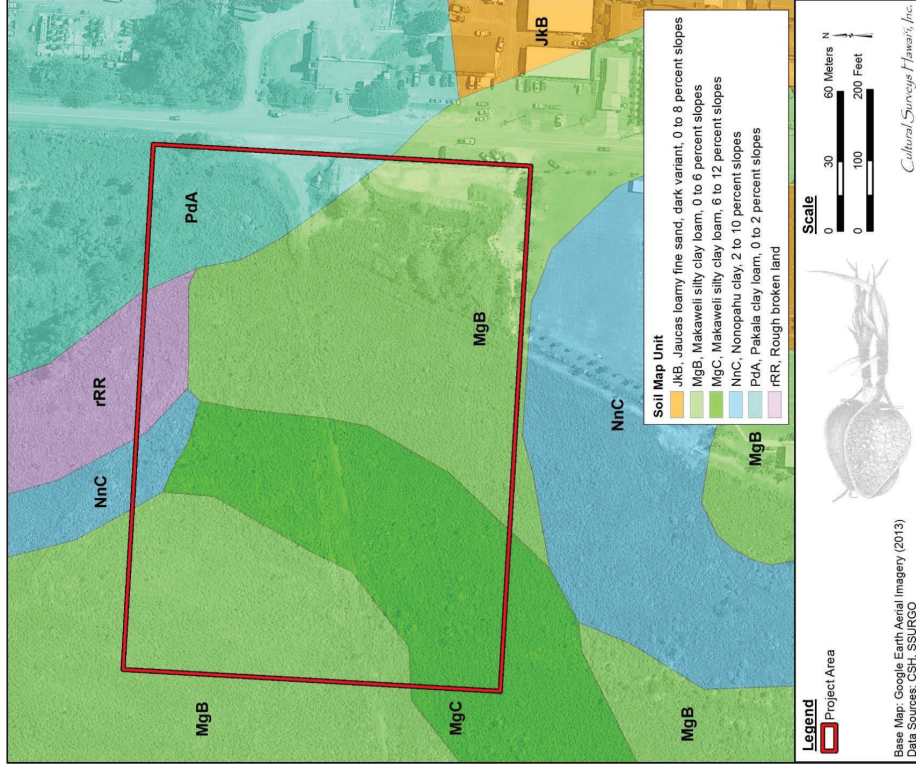 JkB
PdA
rRR
NnC
MgB
MgB
MgC
NnC
MgB
MgB
Soil Map Unit
JkB, Jaucas loamy fine sand, dark variant, 0 to 8 percent slopes
MgB, Makaweli silty clay loam, 0 to 6 percent slopes
MgC, Makaweli silty clay loam, 6 to 12 percent slopes
NnC, Nonopahu clay, 2 to 10 percent slopes
PdA, Pakala clay loam, 0 to 2 percent slopes
rRR, Rough broken land
Legend
Project Area
Base Map: Google Earth Aerial Imagery (2013)
Data Sources: CSH, SSURGO
Scale
0 30 60 Meters
0 100 200 Feet
N
Cultural Surveys Hawai'i, Inc.